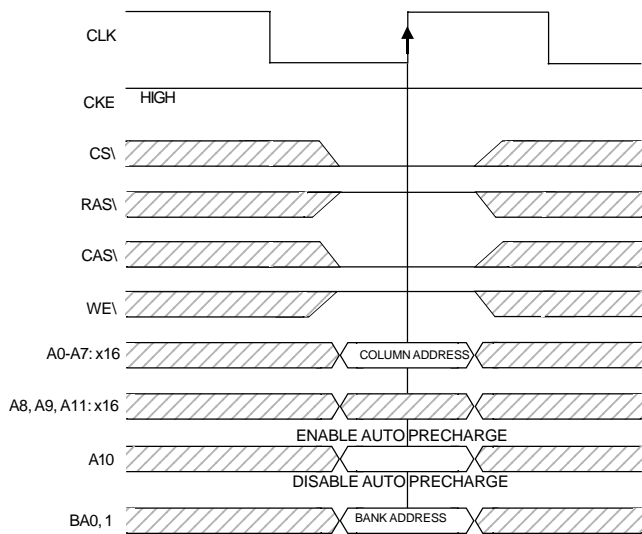 CLK
CKE HIGH
CS\
RAS\
CAS\
WE\
A0-A7: x16 COLUMN ADDRESS
A8, A9, A11: x16
ENABLE AUTO PRECHARGE
A10
DISABLE AUTO PRECHARGE
BA0, 1 BANK ADDRESS